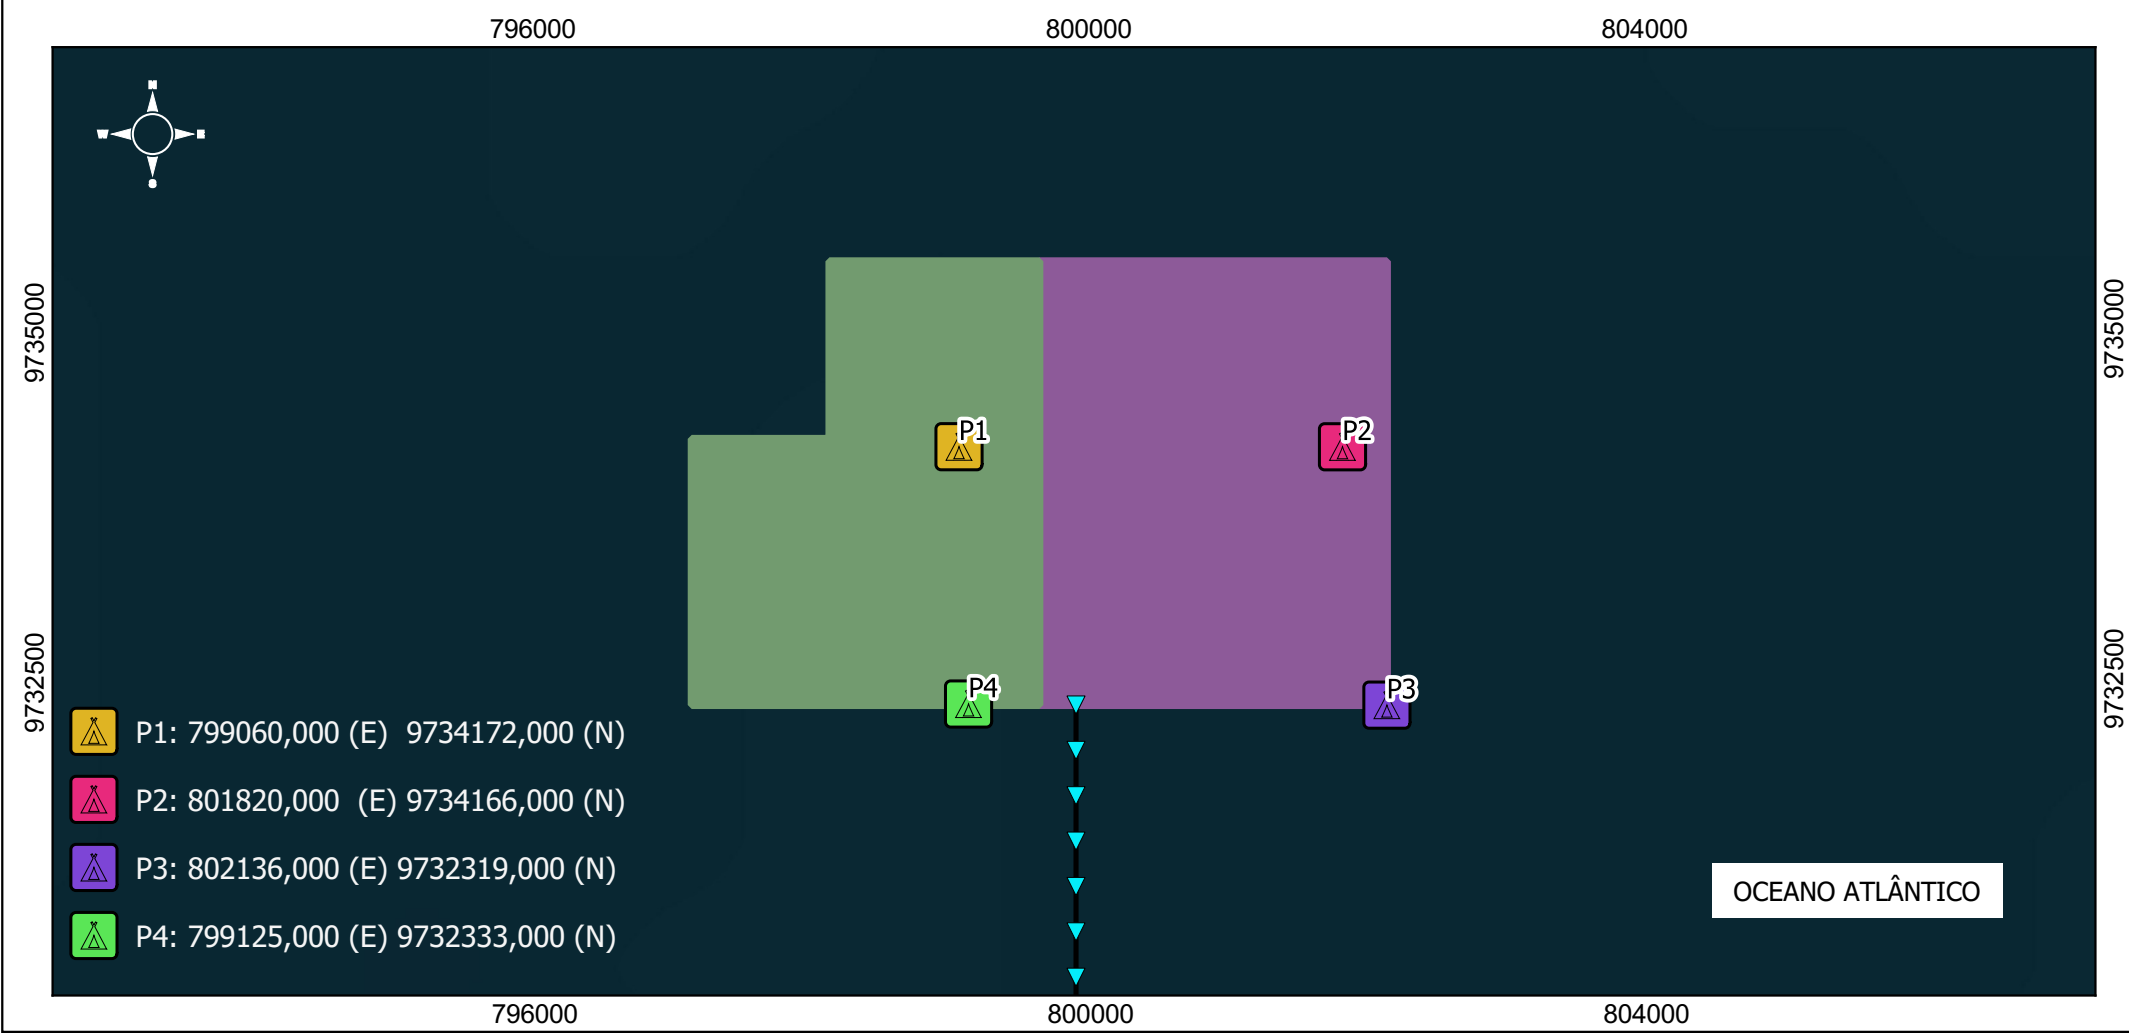 796000 800000 804000
N
W E
S
9735000 9735000
P1 P2
9732500 9732500
P4 P3
P1: 799060,000 (E)  9734172,000 (N)
P2: 801820,000  (E) 9734166,000 (N)
P3: 802136,000 (E) 9732319,000 (N)
OCEANO ATLÂNTICO
P4: 799125,000 (E) 9732333,000 (N)
796000 800000 804000